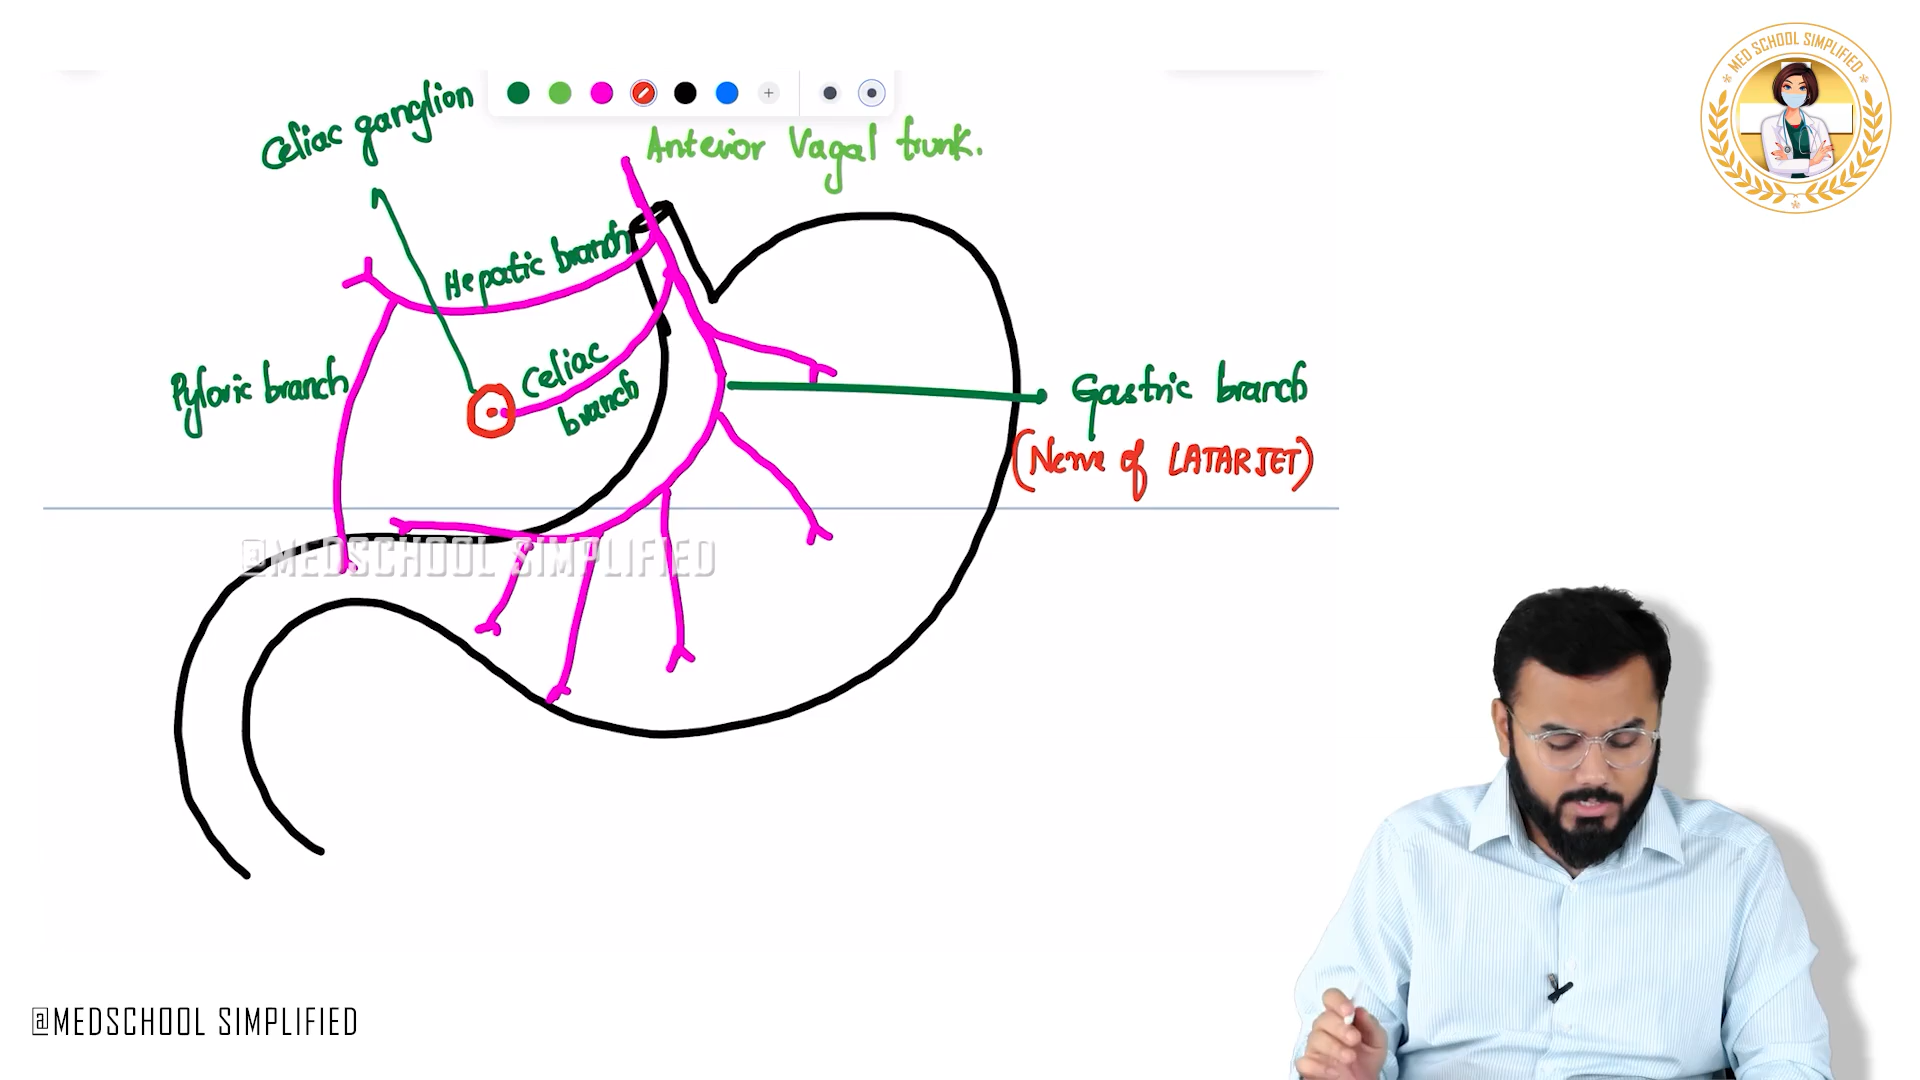 MED SCHOOL SIMPLIFIED
Celiac ganglion
Anterior Vagal trunk.
Hepatic branch
Celiac
branch
Pyloric branch
Gastric branch
(Nerve of LATARJET)
@MEDSCHOOL SIMPLIFIED
@MEDSCHOOL SIMPLIFIED